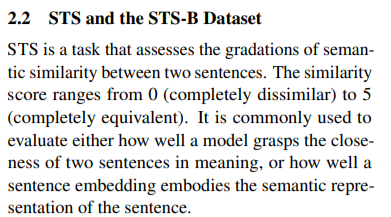 2.2 STS and the STS-B Dataset
STS is a task that assesses the gradations of seman-
tic similarity between two sentences. The similarity
score ranges from 0 (completely dissimilar) to 5
(completely equivalent). It is commonly used to
evaluate either how well a model grasps the close-
ness of two sentences in meaning, or how well a
sentence embedding embodies the semantic repre-
sentation of the sentence.